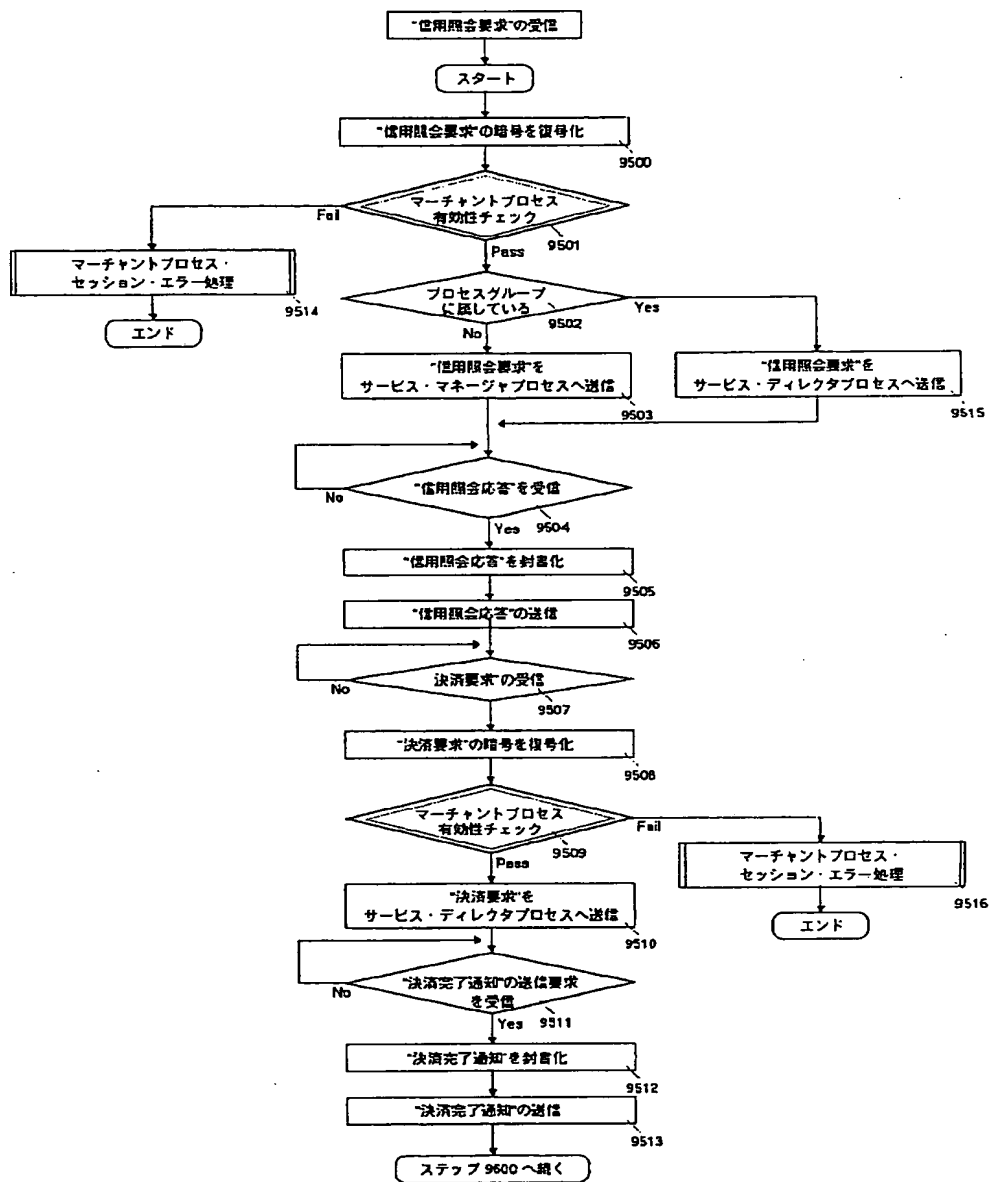 "信用照会要求"の受信
スタート
"信用照会要求"の暗号を復号化
9500
マーチャントプロセス
有効性チェック
9501
Fail
Pass
マーチャントプロセス・
セッション・エラー処理
9514
エンド
プロセスグループ
に属している
9502
Yes
No
"信用照会要求"を
サービス・マネージャプロセスへ送信
9503
"信用照会要求"を
サービス・ディレクタプロセスへ送信
9515
"信用照会応答"を受信
9504
No
Yes
"信用照会応答"を封書化
9505
"信用照会応答"の送信
9506
決済要求"の受信
9507
No
"決済要求"の暗号を復号化
9508
マーチャントプロセス
有効性チェック
9509
Fail
Pass
マーチャントプロセス・
セッション・エラー処理
9516
エンド
"決済要求"を
サービス・ディレクタプロセスへ送信
9510
"決済完了通知"の送信要求
を受信
9511
No
Yes
"決済完了通知"を封書化
9512
"決済完了通知"の送信
9513
ステップ 9600 へ続く